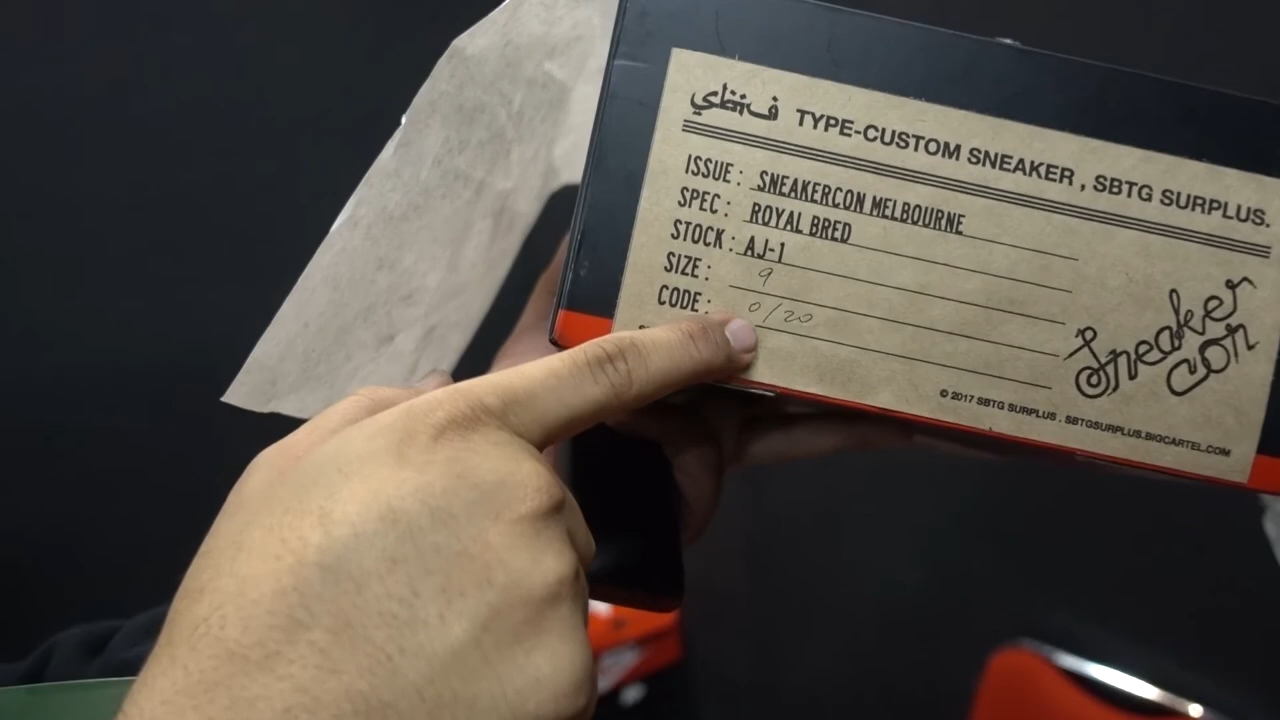 TYPE-CUSTOM SNEAKER , SBTG SURPLUS.
ISSUE : SNEAKERCON MELBOURNE
SPEC : ROYAL BRED
STOCK : AJ-1
SIZE : 9
CODE : 0/20
Sneaker
con
© 2017 SBTG SURPLUS . SBTGSURPLUS.BIGCARTEL.COM